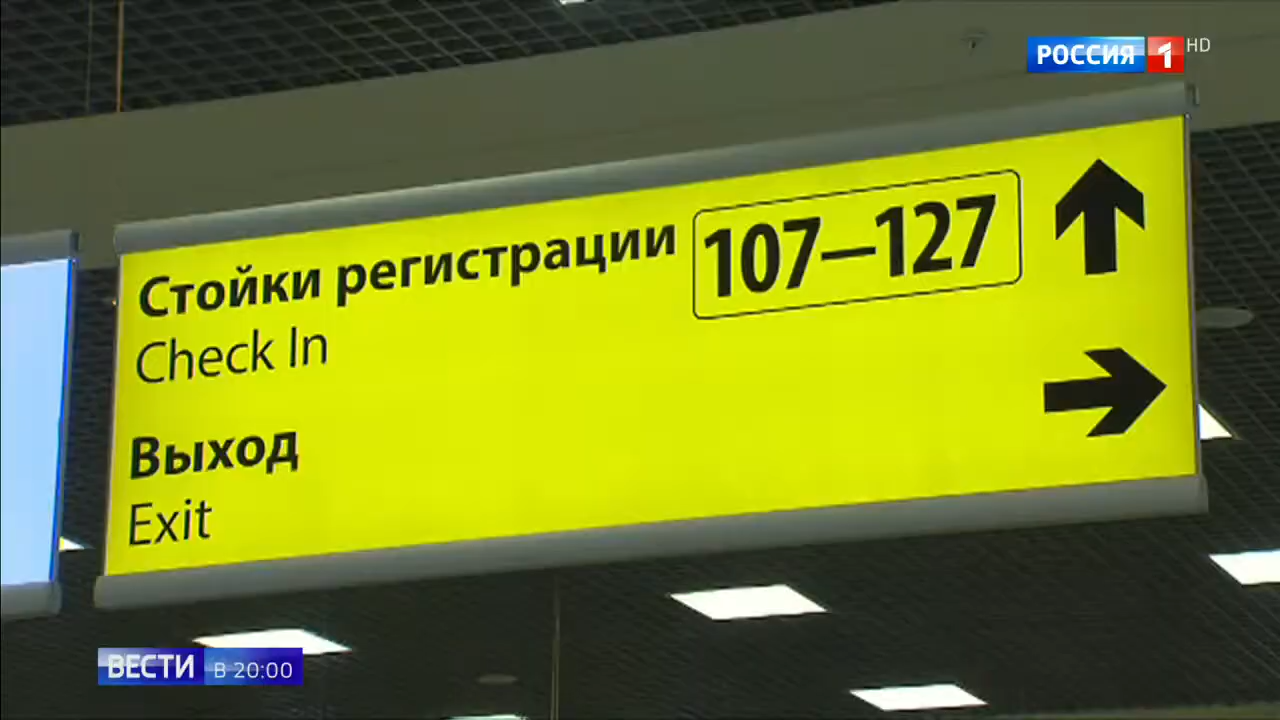 РОССИЯ 1 HD
Стойки регистрации 107–127
Check In
Выход
Exit
ВЕСТИ В 20:00